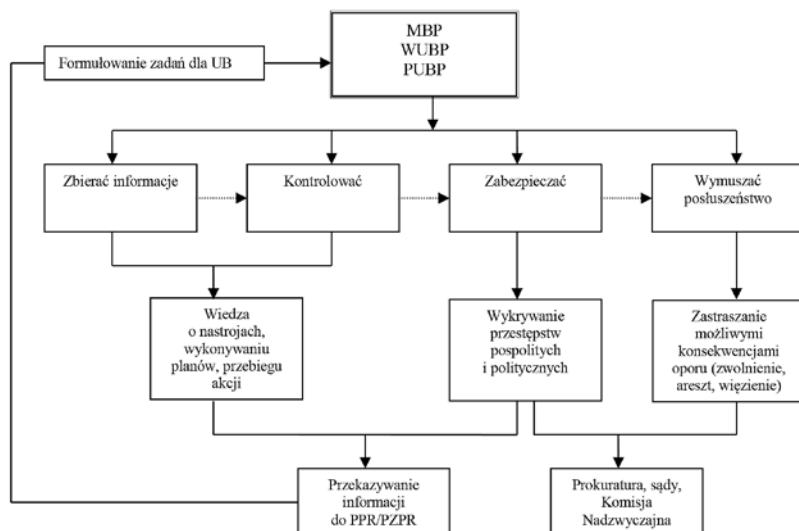 MBP
WUBP
PUBP
Formułowanie zadań dla UB
Zbierać informacje
Kontrolować
Zabezpieczać
Wymuszać
posłuszeństwo
Wiedza
o nastrojach,
wykonywaniu
planów, przebiegu
akcji
Wykrywanie
przestępstw
pospolitych
i politycznych
Zastraszanie
możliwymi
konsekwencjami
oporu (zwolnienie,
areszt, więzienie)
Przekazywanie
informacji
do PPR/PZPR
Prokuratura, sądy,
Komisja
Nadzwyczajna